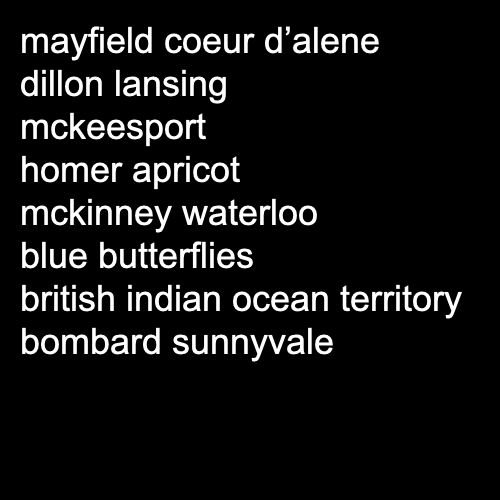 mayfield coeur d’alene
dillon lansing
mckeesport
homer apricot
mckinney waterloo
blue butterflies
british indian ocean territory
bombard sunnyvale